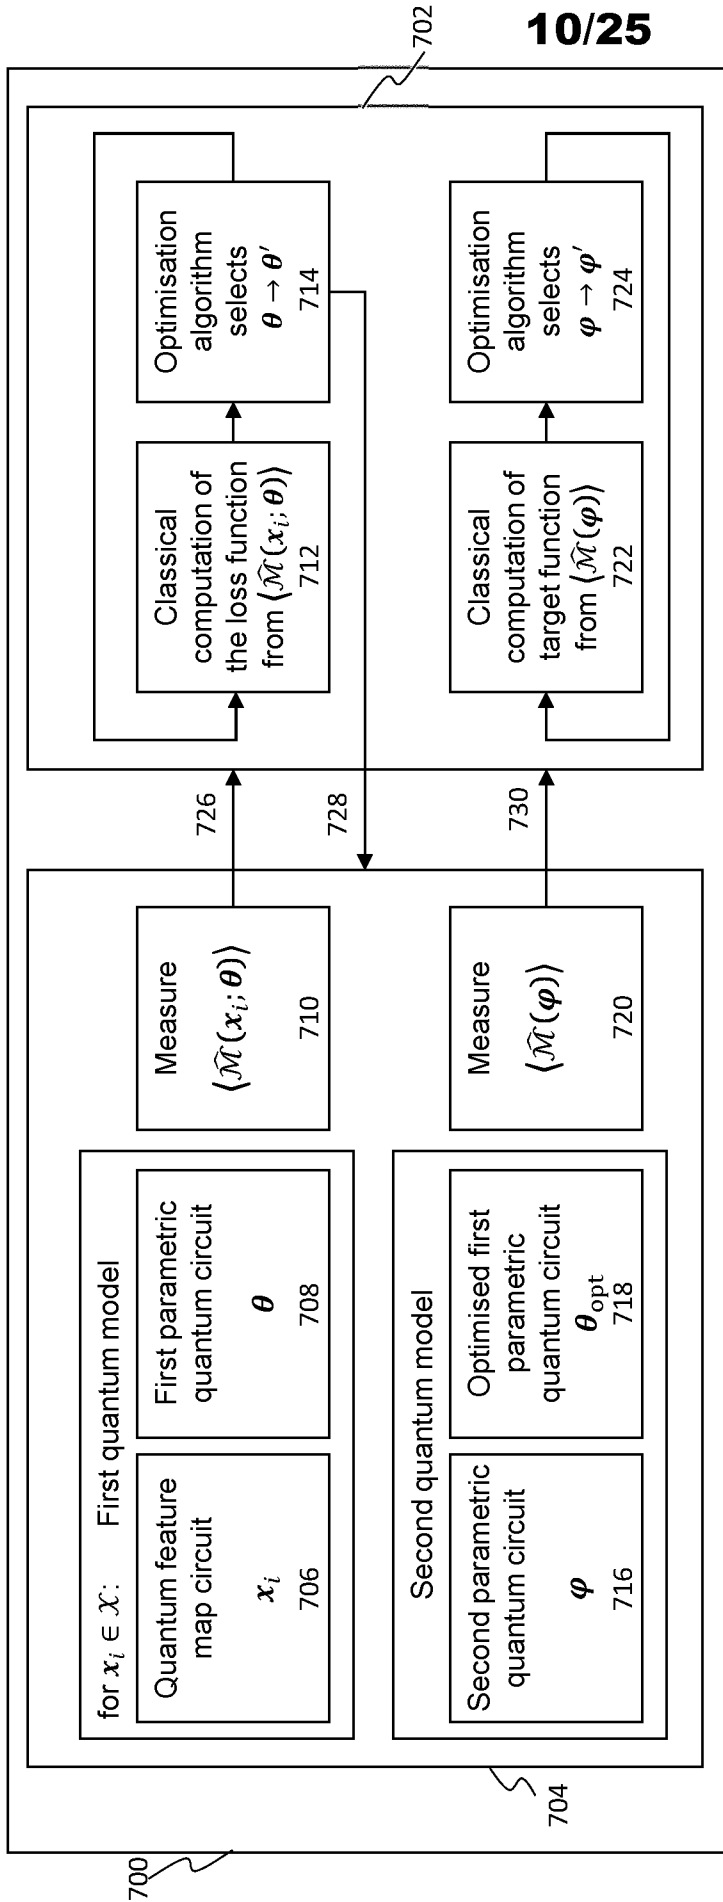 10/25
700
702
704
for 𝒙ᵢ ∈ 𝒳: First quantum model
Quantum feature
map circuit
𝒙ᵢ
706
First parametric
quantum circuit
𝜽
708
Measure
⟨ℳ̂(𝒙ᵢ; 𝜽)⟩
710
726
728
Classical
computation of
the loss function
from ⟨ℳ̂(𝒙ᵢ; 𝜽)⟩
712
Optimisation
algorithm
selects
𝜽 → 𝜽′
714
Second quantum model
Second parametric
quantum circuit
𝝋
716
Optimised first
parametric
quantum circuit
𝜽opt
718
Measure
⟨ℳ̂(𝝋)⟩
720
730
Classical
computation of
target function
from ⟨ℳ̂(𝝋)⟩
722
Optimisation
algorithm
selects
𝝋 → 𝝋′
724